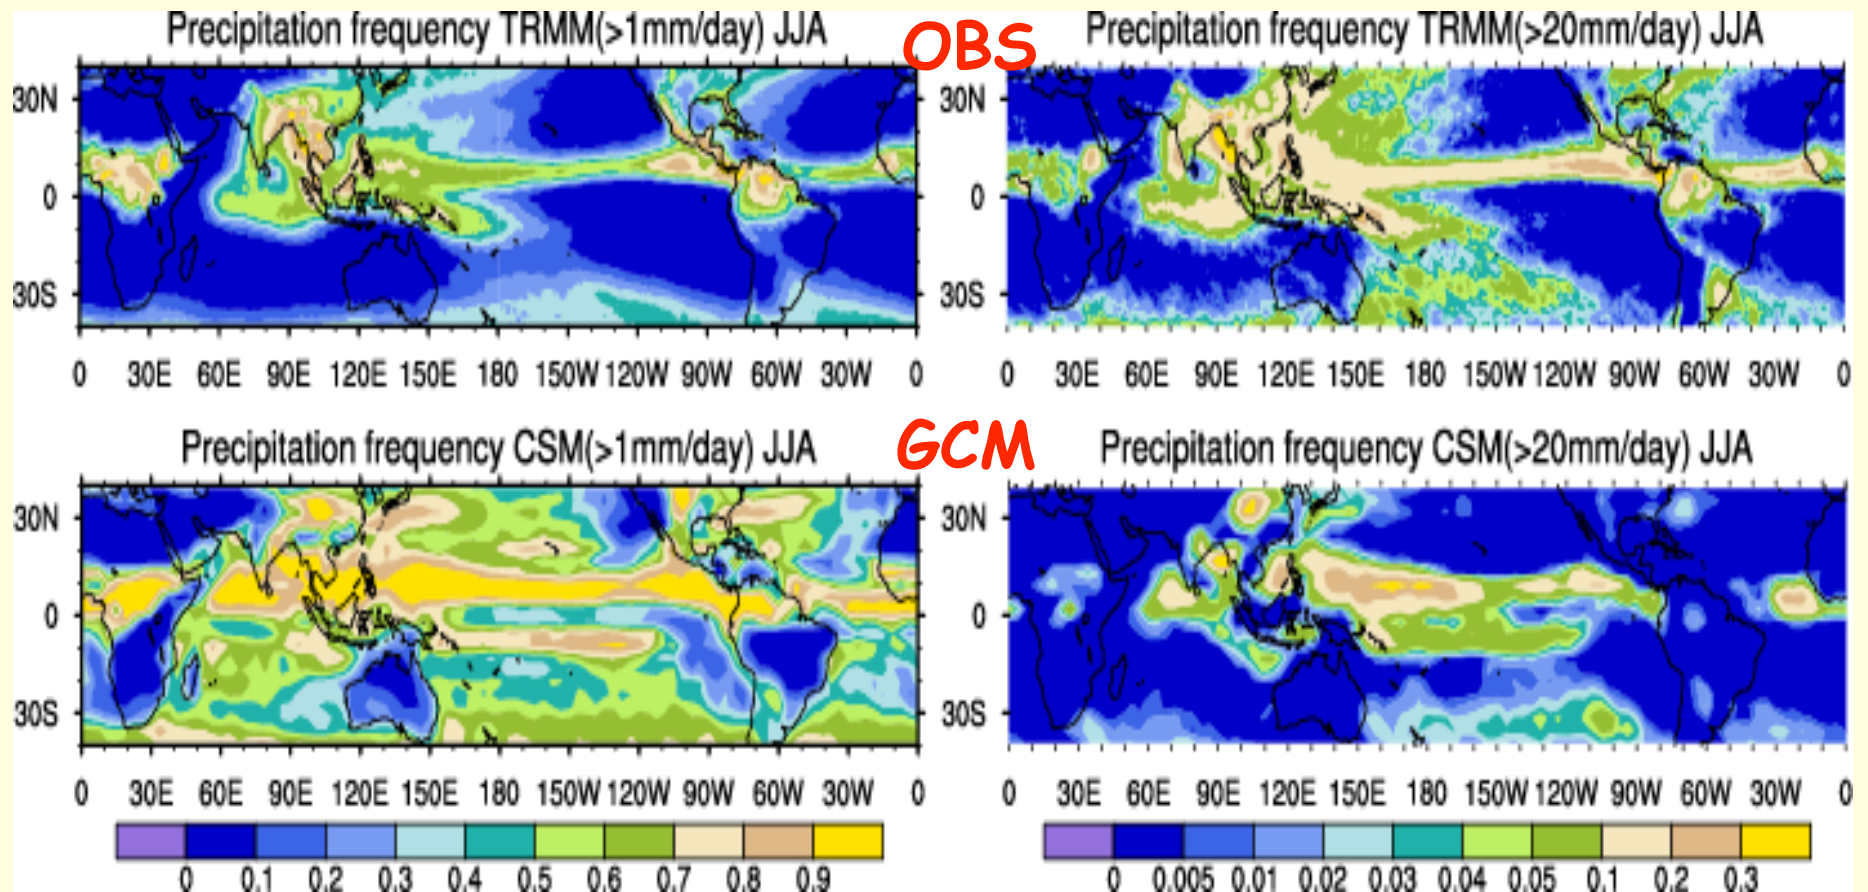 Precipitation frequency TRMM(>1mm/day) JJA
OBS
Precipitation frequency TRMM(>20mm/day) JJA
30N
0
30S
0 30E 60E 90E 120E 150E 180 150W 120W 90W 60W 30W 0
30N
0
30S
0 30E 60E 90E 120E 150E 180 150W 120W 90W 60W 30W 0
Precipitation frequency CSM(>1mm/day) JJA
GCM
Precipitation frequency CSM(>20mm/day) JJA
30N
0
30S
0 30E 60E 90E 120E 150E 180 150W 120W 90W 60W 30W 0
30N
0
30S
0 30E 60E 90E 120E 150E 180 150W 120W 90W 60W 30W 0
0 0.1 0.2 0.3 0.4 0.5 0.6 0.7 0.8 0.9
0 0.005 0.01 0.02 0.03 0.04 0.05 0.1 0.2 0.3